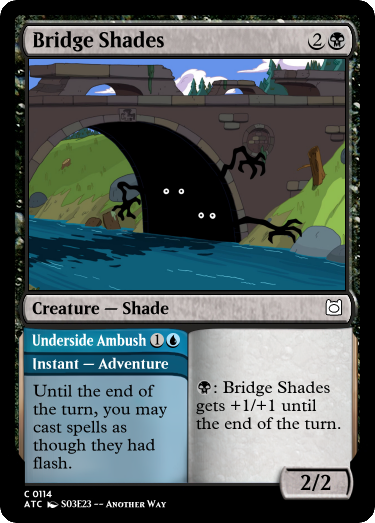 Bridge Shades 2
Creature — Shade
Underside Ambush 1
Instant — Adventure
Until the end of
the turn, you may
cast spells as
though they had
flash.
: Bridge Shades
gets +1/+1 until
the end of the turn.
2/2
C 0114
ATC S03E23 -- Another Way